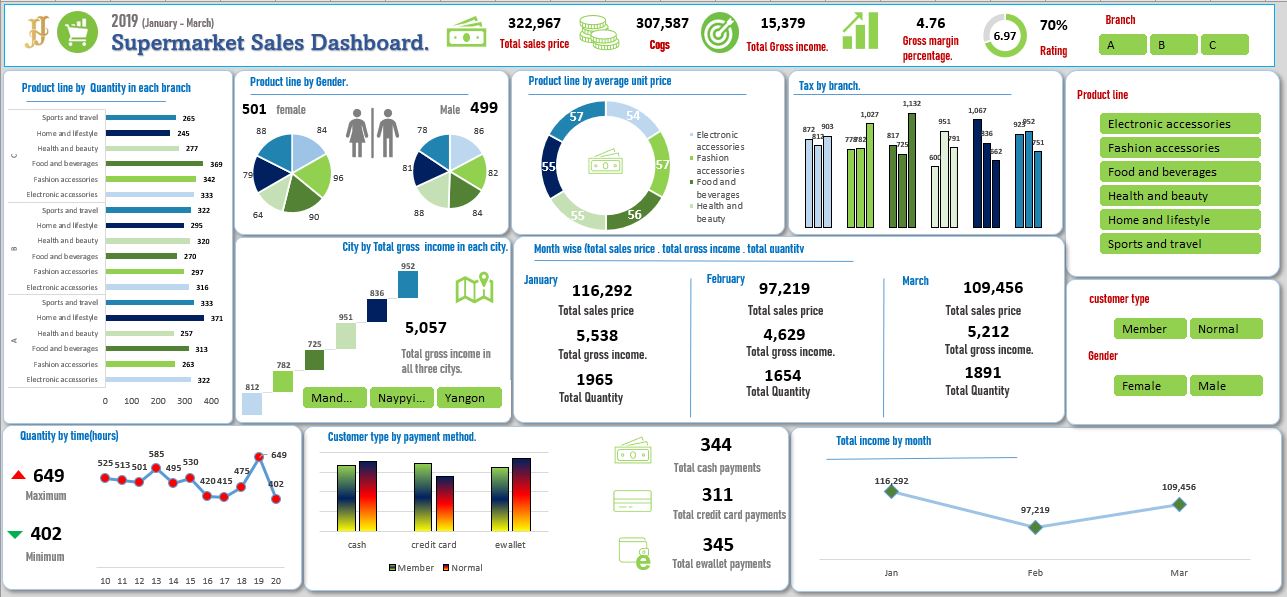 2019 (January - March)
Supermarket Sales Dashboard.
322,967
Total sales price
307,587
Cogs
15,379
Total Gross income.
4.76
Gross margin
percentage.
6.97
70%
Rating
Branch
A
B
C
Product line by Quantity in each branch
C
Sports and travel 265
Home and lifestyle 245
Health and beauty 277
Food and beverages 369
Fashion accessories 342
Electronic accessories 333
B
Sports and travel 322
Home and lifestyle 295
Health and beauty 320
Food and beverages 270
Fashion accessories 297
Electronic accessories 316
A
Sports and travel 333
Home and lifestyle 371
Health and beauty 257
Food and beverages 313
Fashion accessories 263
Electronic accessories 322
0 100 200 300 400
Product line by Gender.
501 female
Male 499
88 84
79 96
64 90
78 86
81 82
88 84
Product line by average unit price
57 54
55 57
55 56
Electronic
accessories
Fashion
accessories
Food and
beverages
Health and
beauty
Tax by branch.
872 812 903
778 782 1,027
817 725 1,132
600 951 791
1,067 836 662
923 952 751
Product line
Electronic accessories
Fashion accessories
Food and beverages
Health and beauty
Home and lifestyle
Sports and travel
City by Total gross income in each city.
812
782
725
951
836
952
5,057
Total gross income in
all three citys.
Mand...
Naypyi...
Yangon
Month wise (total sales price , total gross income , total quantity
January
116,292
Total sales price
5,538
Total gross income.
1965
Total Quantity
February
97,219
Total sales price
4,629
Total gross income.
1654
Total Quantity
March
109,456
Total sales price
5,212
Total gross income.
1891
Total Quantity
customer type
Member
Normal
Gender
Female
Male
Quantity by time(hours)
649
Maximum
402
Minimum
525 513 501 585 495 530 420 415 475 649 402
10 11 12 13 14 15 16 17 18 19 20
Customer type by payment method.
cash
credit card
ewallet
Member
Normal
344
Total cash payments
311
Total credit card payments
345
Total ewallet payments
Total income by month
116,292
97,219
109,456
Jan
Feb
Mar